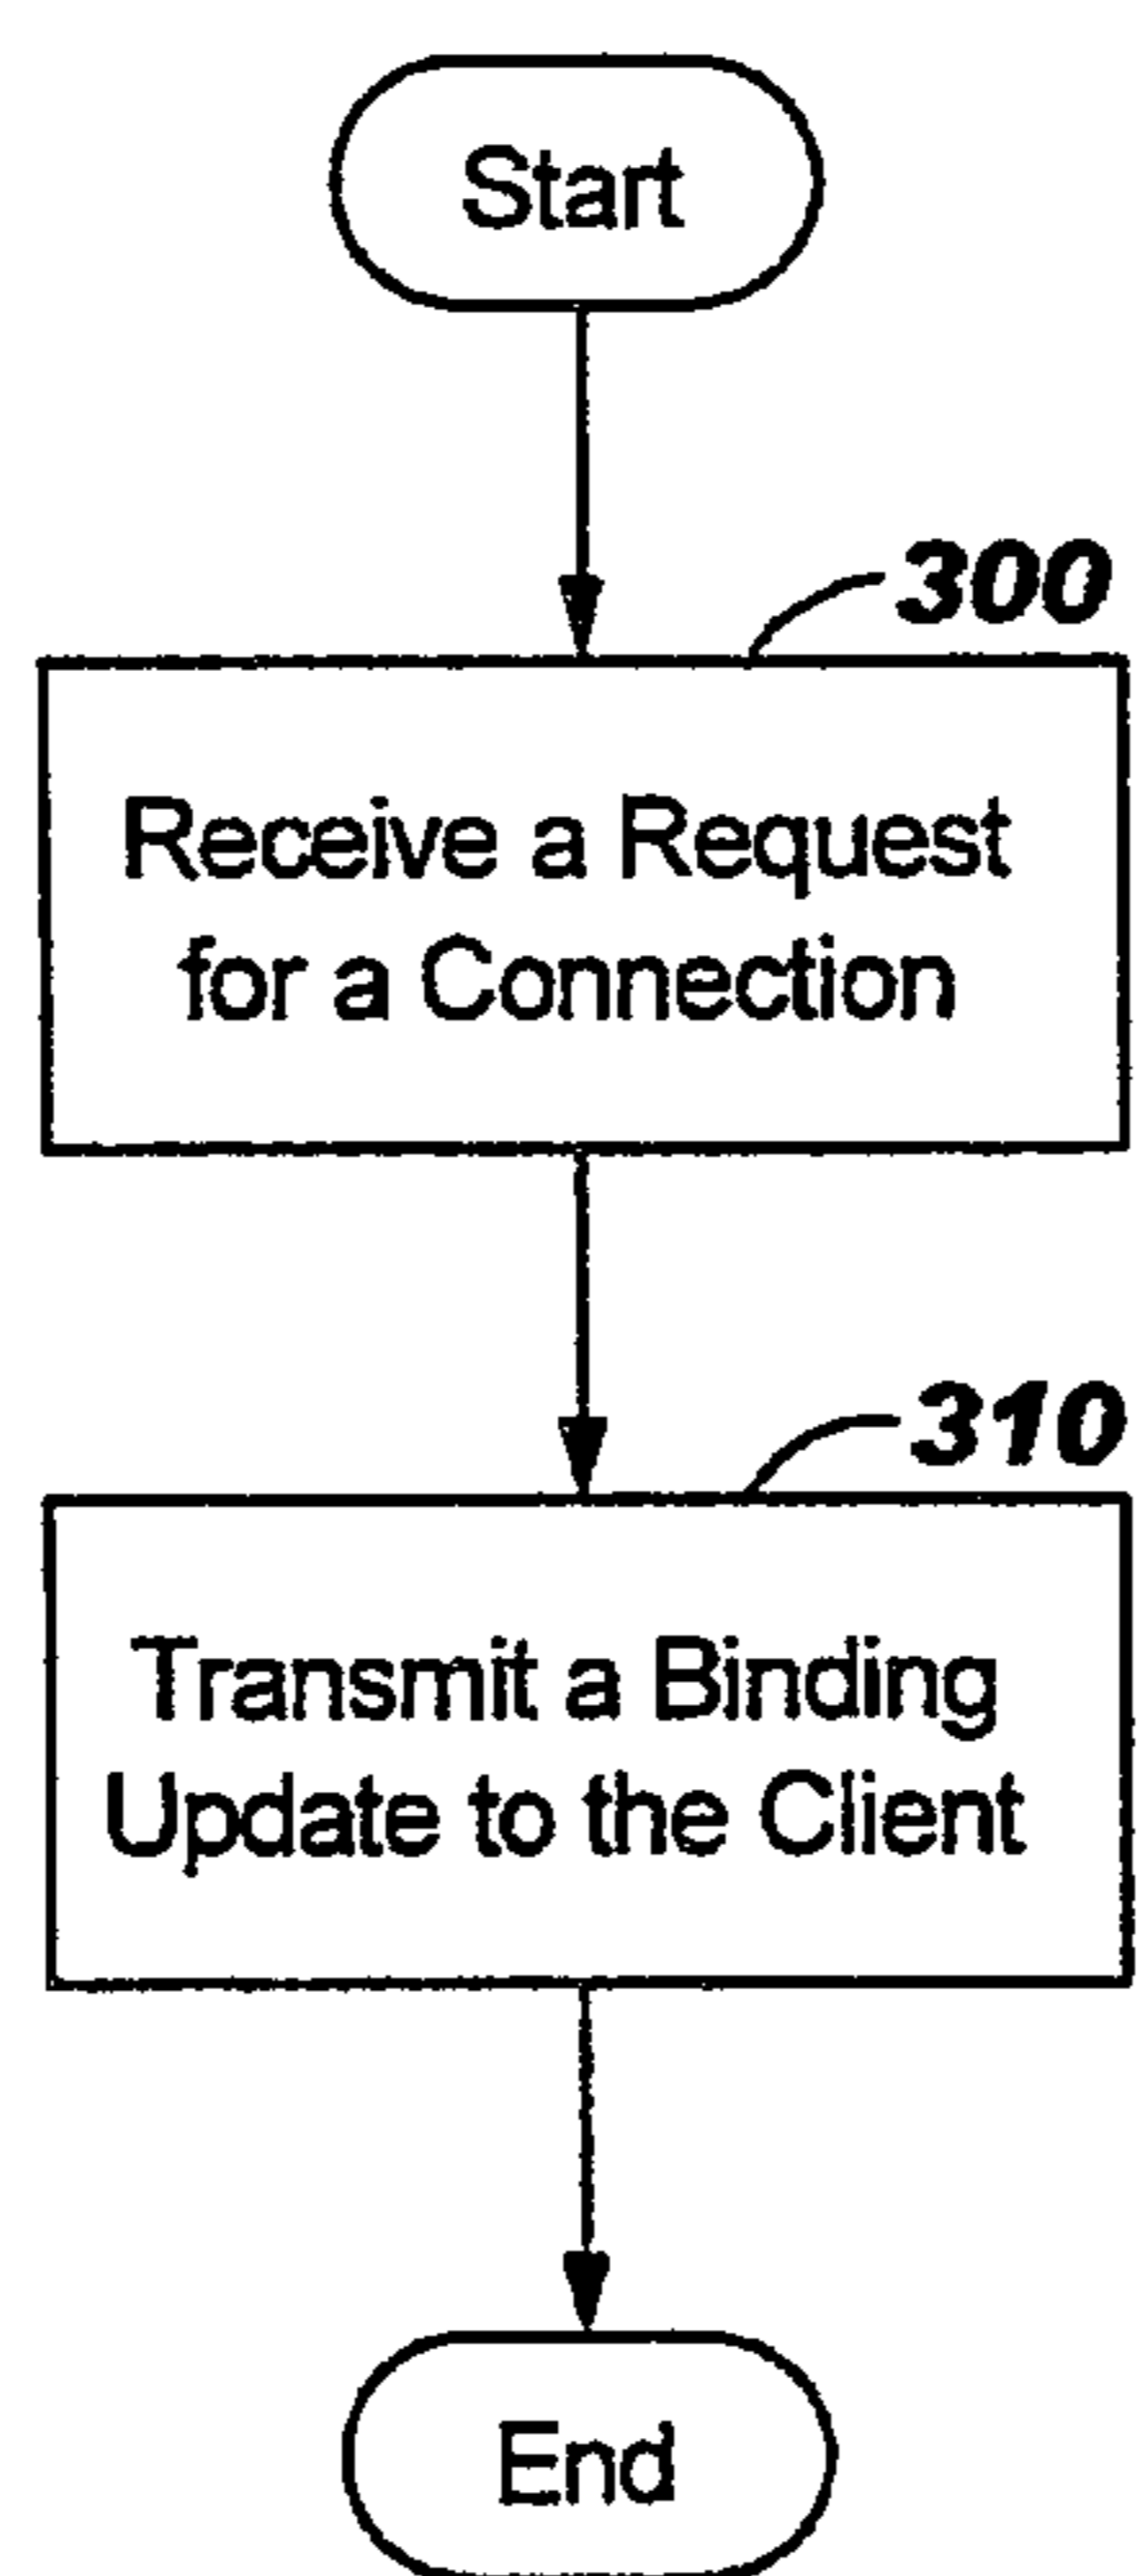 Start
300
Receive a Request
for a Connection
310
Transmit a Binding
Update to the Client
End